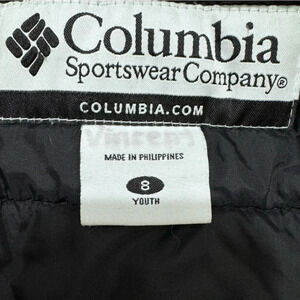 Columbia
Sportswear Company®
COLUMBIA.COM
MADE IN PHILIPPINES
8
YOUTH